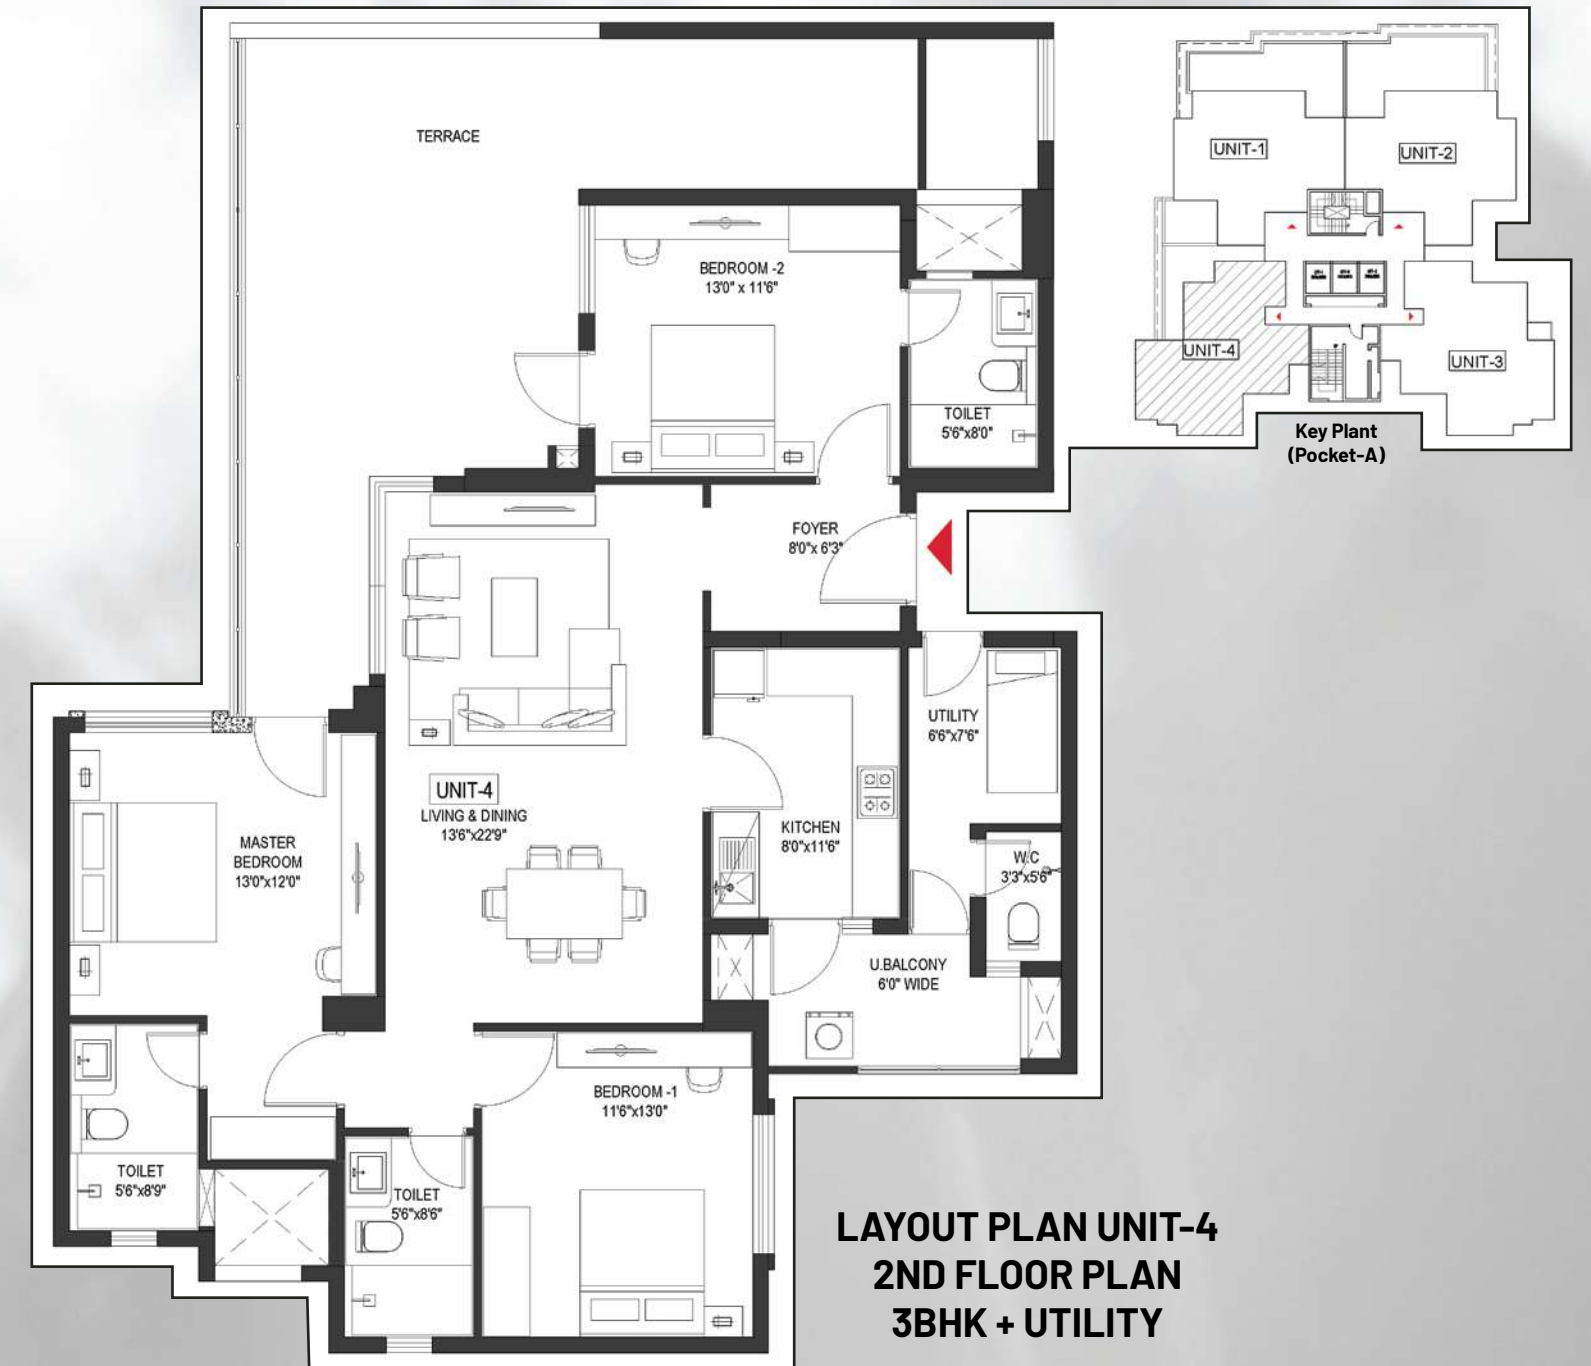 TERRACE
UNIT-1
UNIT-2
UNIT-4
UNIT-3
Key Plant
(Pocket-A)
BEDROOM -2
13'0" x 11'6"
TOILET
5'6"x8'0"
FOYER
8'0"x 6'3"
UTILITY
6'6"x7'6"
UNIT-4
LIVING & DINING
13'6"x22'9"
KITCHEN
8'0"x11'6"
W.C
3'3"x5'6"
MASTER
BEDROOM
13'0"x12'0"
U.BALCONY
6'0" WIDE
BEDROOM -1
11'6"x13'0"
TOILET
5'6"x8'9"
TOILET
5'6"x8'6"
LAYOUT PLAN UNIT-4
2ND FLOOR PLAN
3BHK + UTILITY